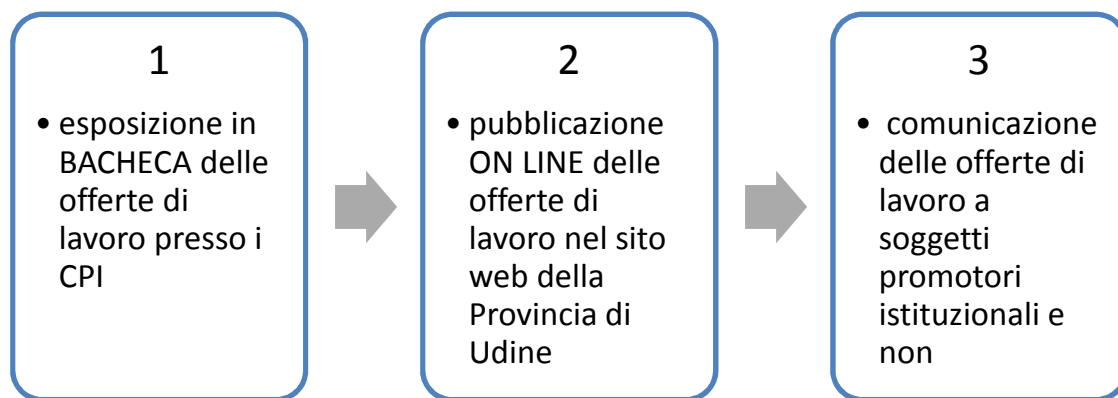 1
• esposizione in
BACHECA delle
offerte di
lavoro presso i
CPI
2
• pubblicazione
ON LINE delle
offerte di
lavoro nel sito
web della
Provincia di
Udine
3
• comunicazione
delle offerte di
lavoro a
soggetti
promotori
istituzionali e
non